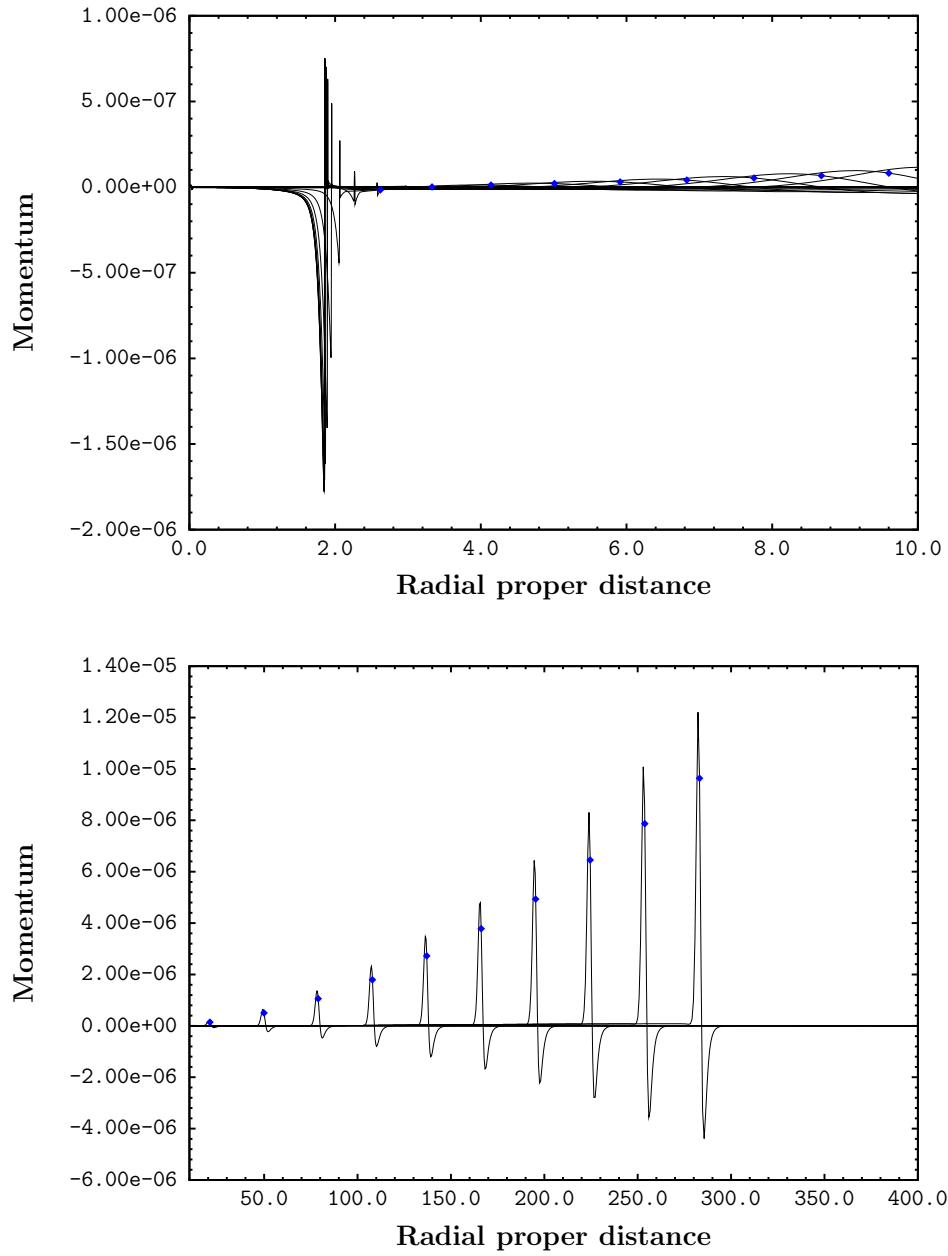 1.00e-06
5.00e-07
0.00e+00
-5.00e-07
-1.00e-06
-1.50e-06
-2.00e-06
Momentum
0.0 2.0 4.0 6.0 8.0 10.0
Radial proper distance
1.40e-05
1.20e-05
1.00e-05
8.00e-06
6.00e-06
4.00e-06
2.00e-06
0.00e+00
-2.00e-06
-4.00e-06
-6.00e-06
Momentum
50.0 100.0 150.0 200.0 250.0 300.0 350.0 400.0
Radial proper distance